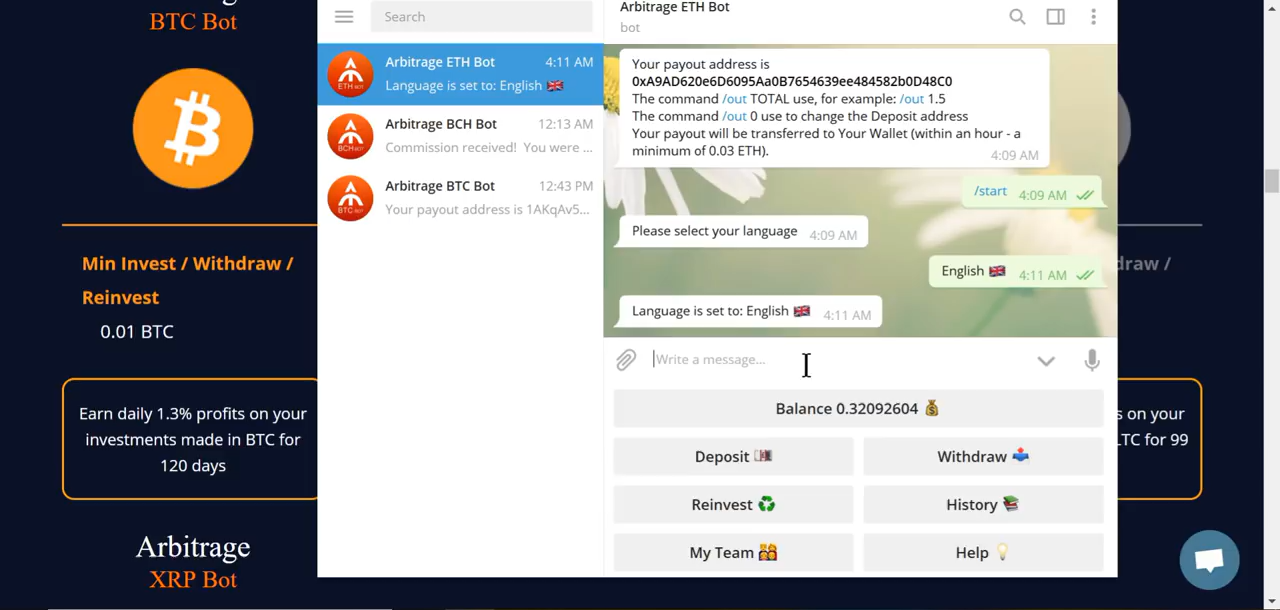 BTC Bot
Min Invest / Withdraw /
Reinvest
0.01 BTC
Earn daily 1.3% profits on your
investments made in BTC for
120 days
Arbitrage
XRP Bot
Search
Arbitrage ETH Bot 4:11 AM
Language is set to: English 🇬🇧
Arbitrage BCH Bot 12:13 AM
Commission received! You were ...
Arbitrage BTC Bot 12:43 PM
Your payout address is 1AKqAv5...
Arbitrage ETH Bot
bot
Your payout address is
0xA9AD620e6D6095Aa0B7654639ee484582b0D48C0
The command /out TOTAL use, for example: /out 1.5
The command /out 0 use to change the Deposit address
Your payout will be transferred to Your Wallet (within an hour - a
minimum of 0.03 ETH).
4:09 AM
/start 4:09 AM
Please select your language 4:09 AM
English 🇬🇧 4:11 AM
Language is set to: English 🇬🇧 4:11 AM
Write a message...
Balance 0.32092604 💰
Deposit 💵 Withdraw 📤
Reinvest ♻️ History 📚
My Team 👨‍👩‍👧‍👦 Help 💡
draw /
s on your
LTC for 99